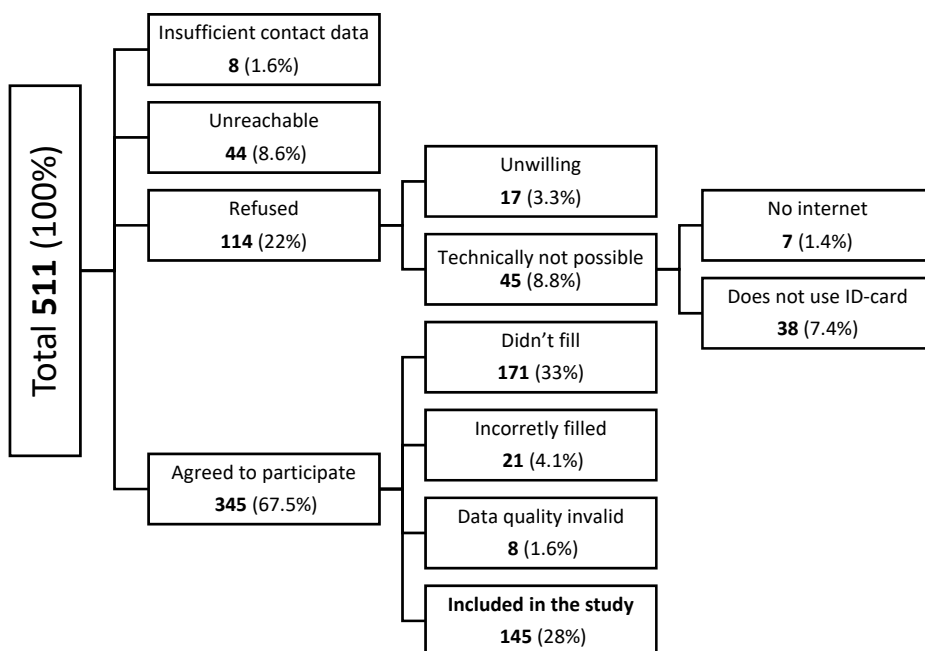 Total 511 (100%)
Insufficient contact data
8 (1.6%)
Unreachable
44 (8.6%)
Refused
114 (22%)
Unwilling
17 (3.3%)
Technically not possible
45 (8.8%)
No internet
7 (1.4%)
Does not use ID-card
38 (7.4%)
Agreed to participate
345 (67.5%)
Didn’t fill
171 (33%)
Incorretly filled
21 (4.1%)
Data quality invalid
8 (1.6%)
Included in the study
145 (28%)